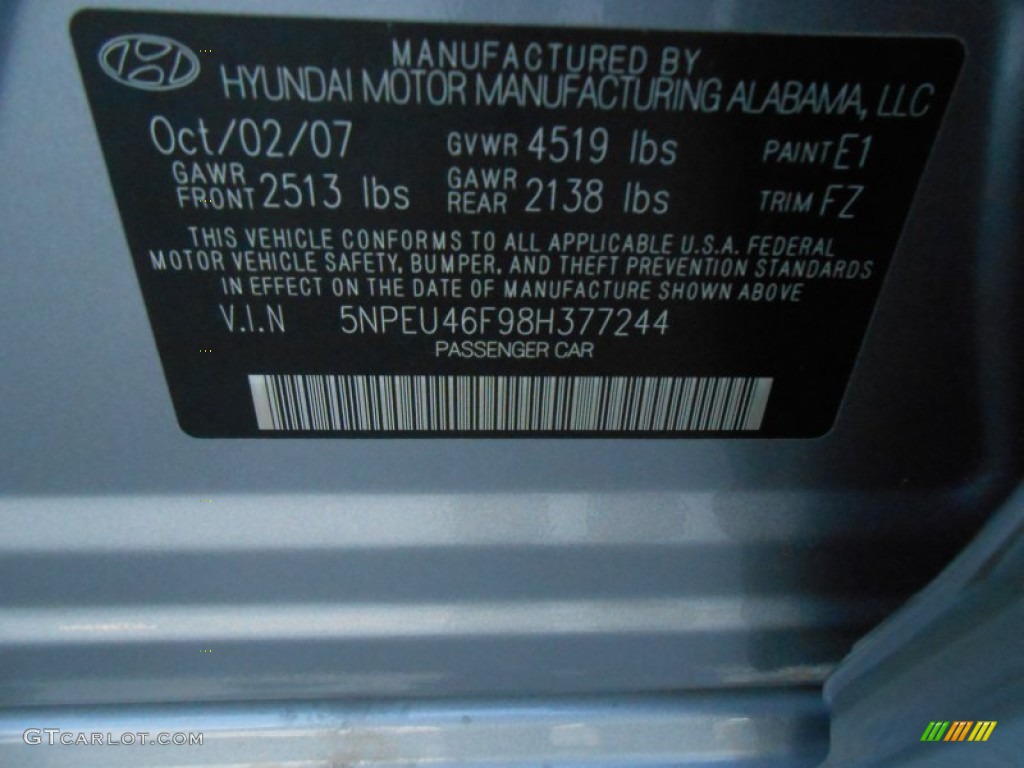 MANUFACTURED BY
HYUNDAI MOTOR MANUFACTURING ALABAMA, LLC
Oct/02/07 GVWR 4519 lbs PAINT E1
GAWR FRONT 2513 lbs GAWR REAR 2138 lbs TRIM FZ
THIS VEHICLE CONFORMS TO ALL APPLICABLE U.S.A. FEDERAL
MOTOR VEHICLE SAFETY, BUMPER, AND THEFT PREVENTION STANDARDS
IN EFFECT ON THE DATE OF MANUFACTURE SHOWN ABOVE
V.I.N 5NPEU46F98H377244
PASSENGER CAR
GTCARLOT.COM